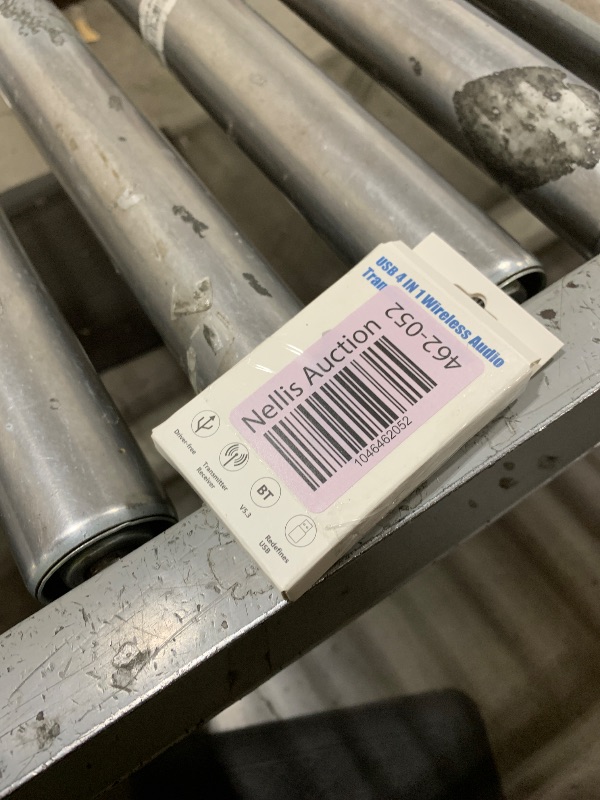 USB 4 IN 1 Wireless Audio
Tran
Nellis Auction
462-052
1046462052
Driver-free
Transmitter
Receiver
BT
V5.3
Redefines
USB